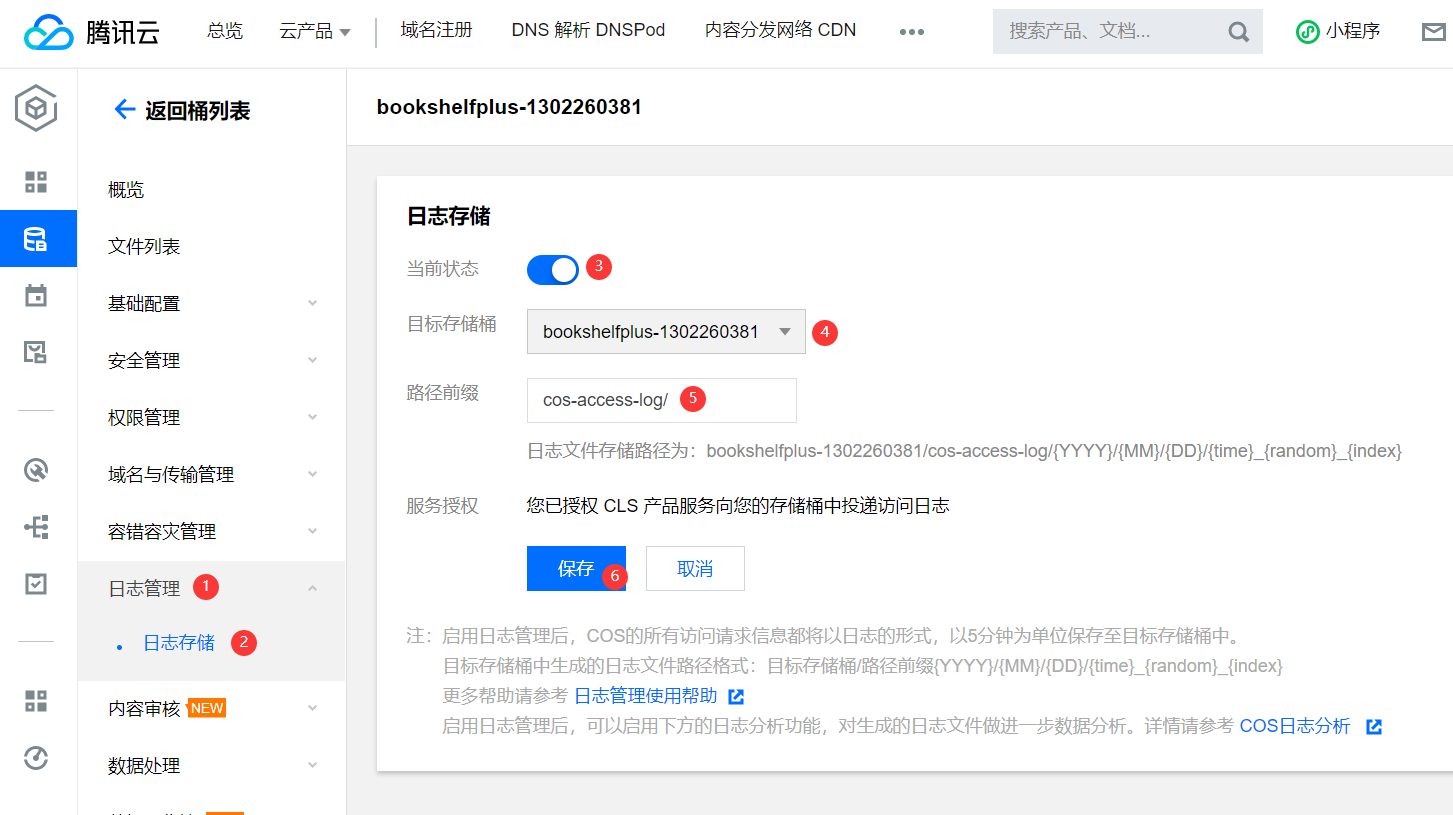 腾讯云
总览
云产品
域名注册
DNS 解析 DNSPod
内容分发网络 CDN
搜索产品、文档...
小程序
返回桶列表
概览
文件列表
基础配置
安全管理
权限管理
域名与传输管理
容错容灾管理
日志管理 1
日志存储 2
内容审核 NEW
数据处理
bookshelfplus-1302260381
日志存储
当前状态 3
目标存储桶 bookshelfplus-1302260381 4
路径前缀 cos-access-log/ 5
日志文件存储路径为：bookshelfplus-1302260381/cos-access-log/{YYYY}/{MM}/{DD}/{time}_{random}_{index}
服务授权 您已授权 CLS 产品服务向您的存储桶中投递访问日志
保存 6 取消
注：启用日志管理后，COS的所有访问请求信息都将以日志的形式，以5分钟为单位保存至目标存储桶中。
目标存储桶中生成的日志文件路径格式：目标存储桶/路径前缀{YYYY}/{MM}/{DD}/{time}_{random}_{index}
更多帮助请参考 日志管理使用帮助
启用日志管理后，可以启用下方的日志分析功能，对生成的日志文件做进一步数据分析。详情请参考 COS日志分析